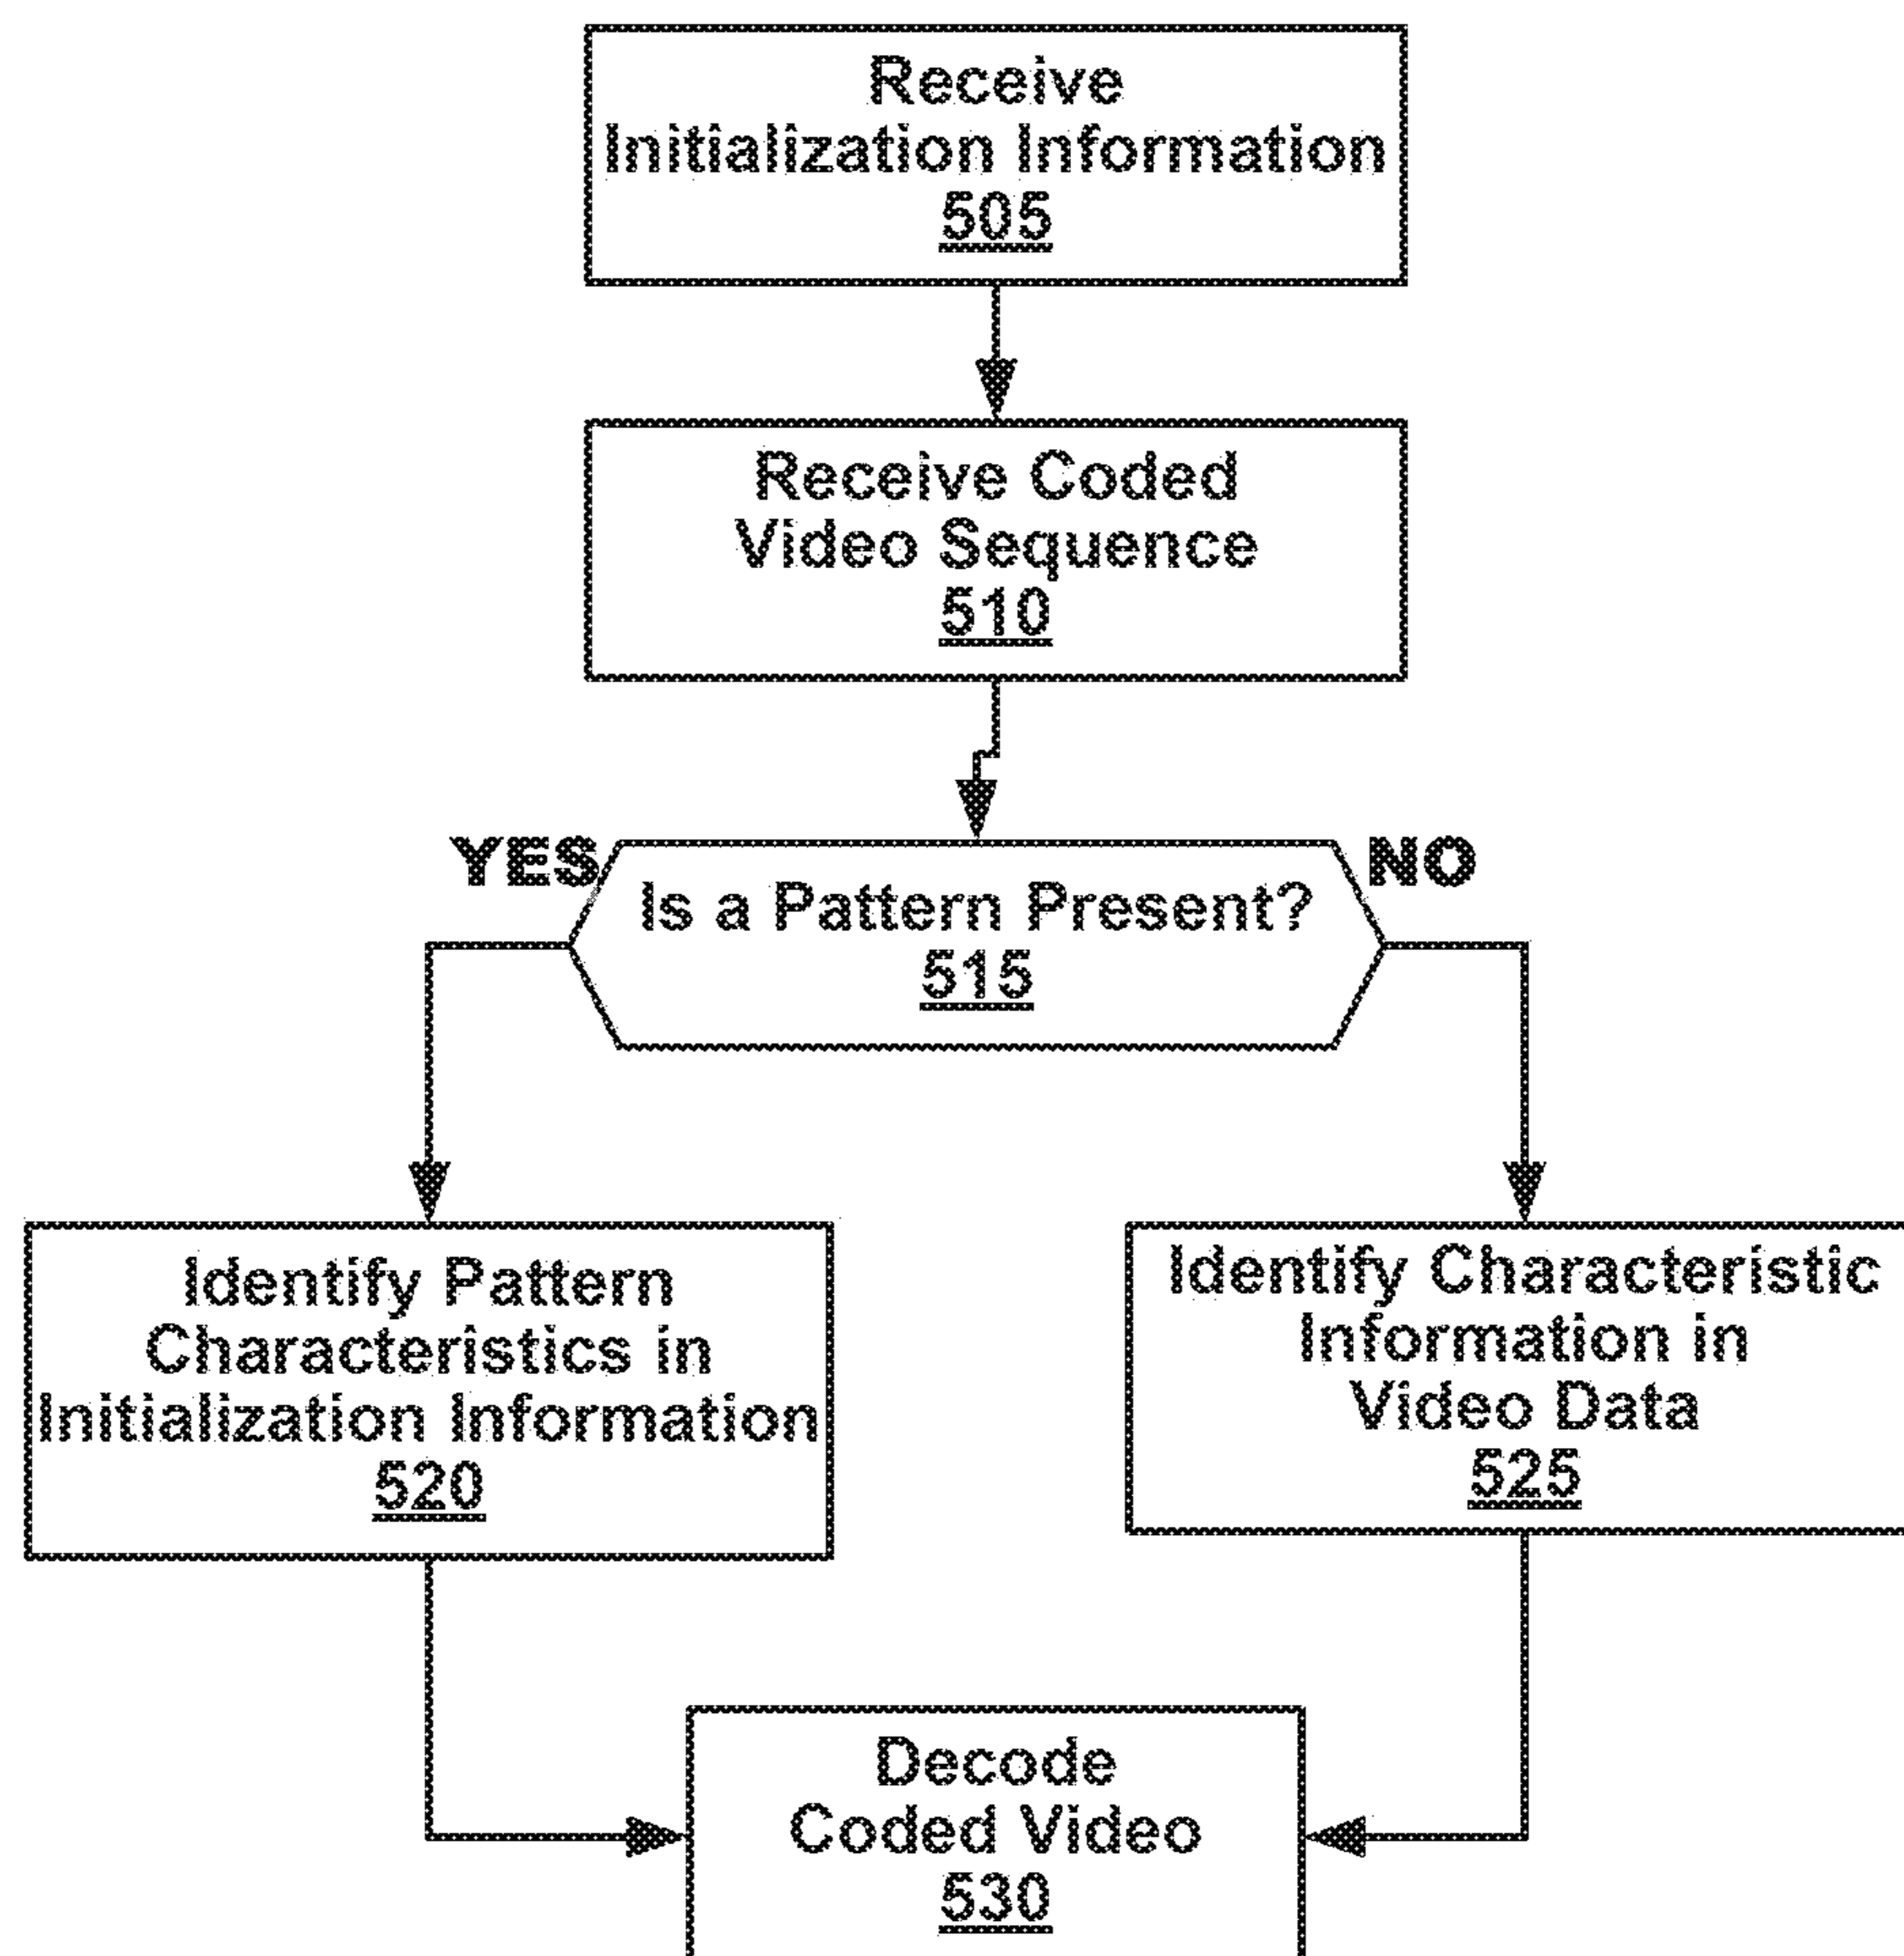 Receive
Initialization Information
505
Receive Coded
Video Sequence
510
YES
NO
Is a Pattern Present?
515
Identify Pattern
Characteristics in
Initialization Information
520
Identify Characteristic
Information in
Video Data
525
Decode
Coded Video
530